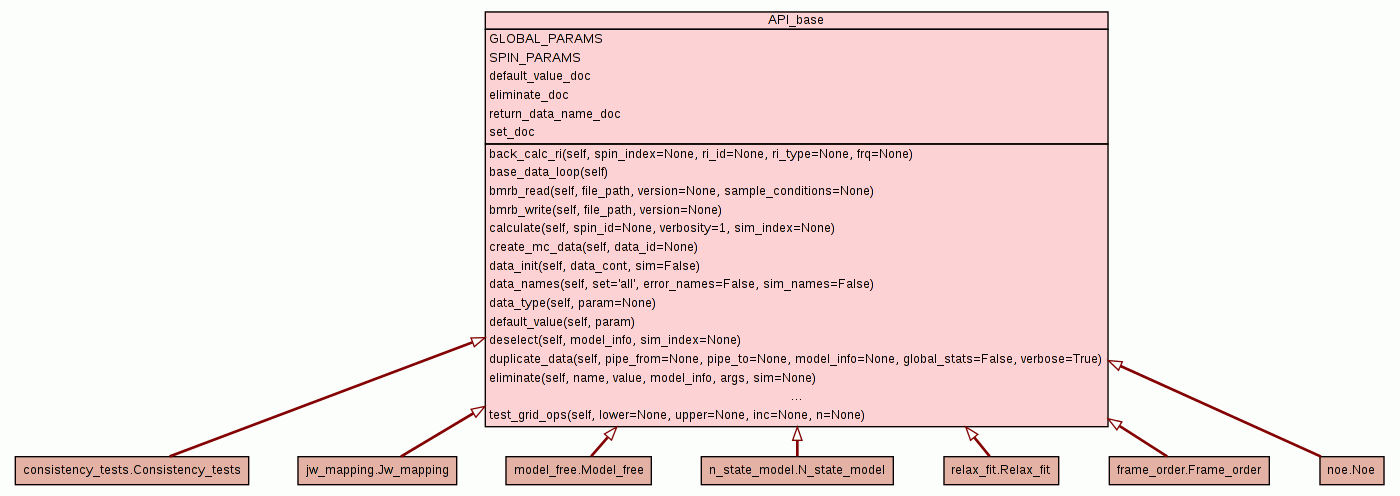 API_base
GLOBAL_PARAMS
SPIN_PARAMS
default_value_doc
eliminate_doc
return_data_name_doc
set_doc
back_calc_ri(self, spin_index=None, ri_id=None, ri_type=None, frq=None)
base_data_loop(self)
bmrb_read(self, file_path, version=None, sample_conditions=None)
bmrb_write(self, file_path, version=None)
calculate(self, spin_id=None, verbosity=1, sim_index=None)
create_mc_data(self, data_id=None)
data_init(self, data_cont, sim=False)
data_names(self, set='all', error_names=False, sim_names=False)
data_type(self, param=None)
default_value(self, param)
deselect(self, model_info, sim_index=None)
duplicate_data(self, pipe_from=None, pipe_to=None, model_info=None, global_stats=False, verbose=True)
eliminate(self, name, value, model_info, args, sim=None)
...
test_grid_ops(self, lower=None, upper=None, inc=None, n=None)
consistency_tests.Consistency_tests
jw_mapping.Jw_mapping
model_free.Model_free
n_state_model.N_state_model
relax_fit.Relax_fit
frame_order.Frame_order
noe.Noe